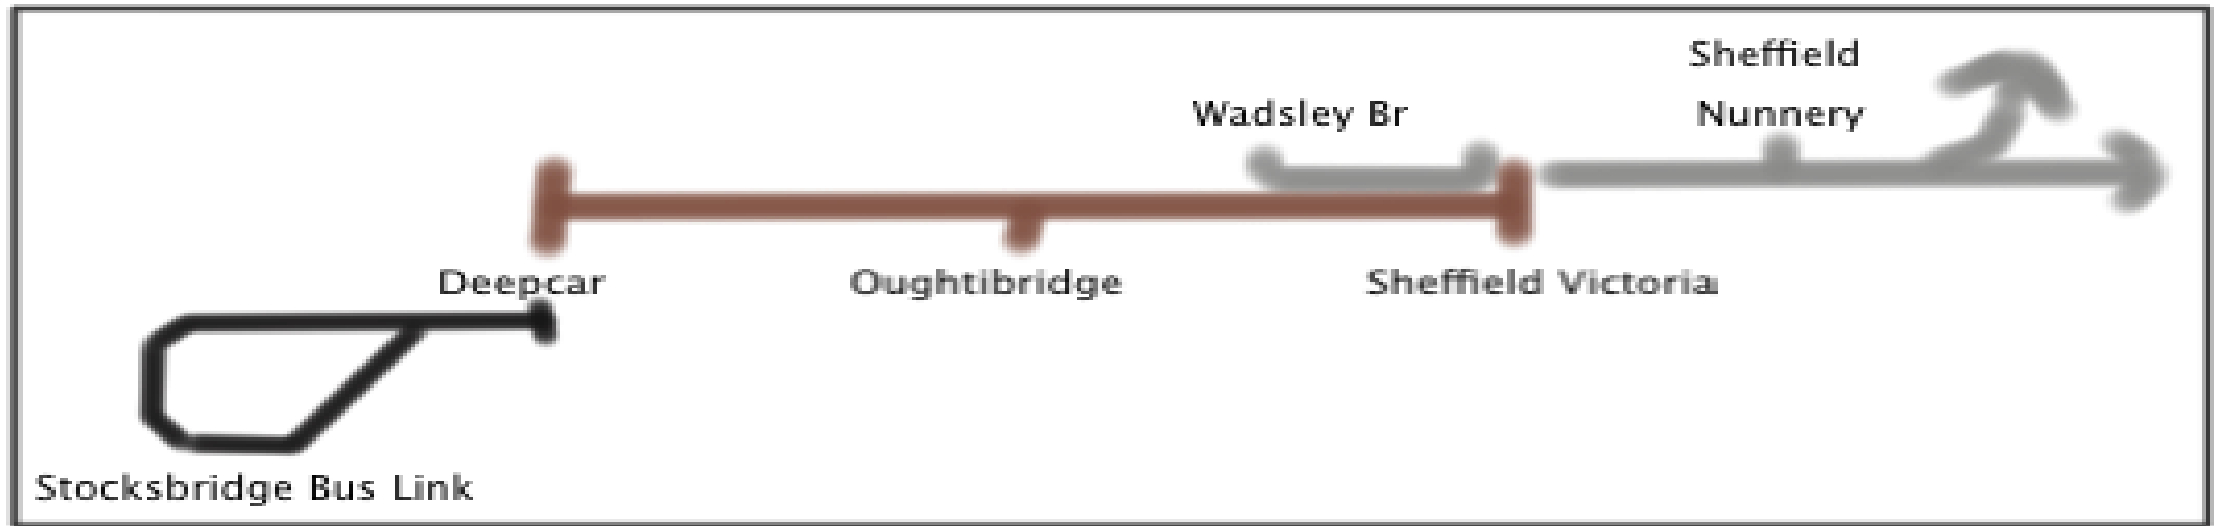 Sheffield
Nunnery
Wadsley Br
Deepcar
Oughtibridge
Sheffield Victoria
Stocksbridge Bus Link